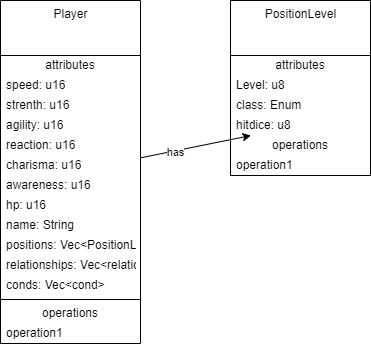 Player
attributes
speed: u16
strenth: u16
agility: u16
reaction: u16
charisma: u16
awareness: u16
hp: u16
name: String
positions: Vec<PositionL
relationships: Vec<relatio
conds: Vec<cond>
operations
operation1
has
PositionLevel
attributes
Level: u8
class: Enum
hitdice: u8
operations
operation1